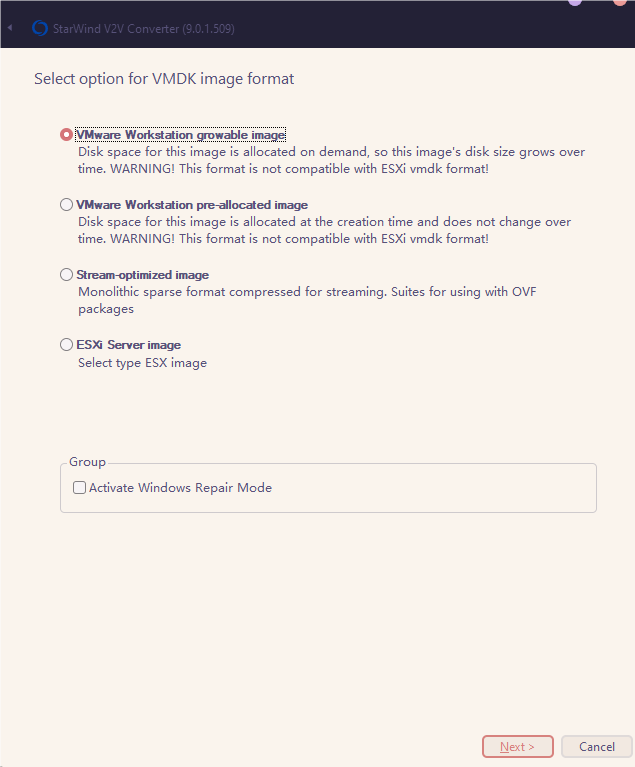 StarWind V2V Converter (9.0.1.509)
Select option for VMDK image format
VMware Workstation growable image
Disk space for this image is allocated on demand, so this image's disk size grows over
time. WARNING! This format is not compatible with ESXi vmdk format!
VMware Workstation pre-allocated image
Disk space for this image is allocated at the creation time and does not change over
time. WARNING! This format is not compatible with ESXi vmdk format!
Stream-optimized image
Monolithic sparse format compressed for streaming. Suites for using with OVF
packages
ESXi Server image
Select type ESX image
Group
Activate Windows Repair Mode
Next >
Cancel